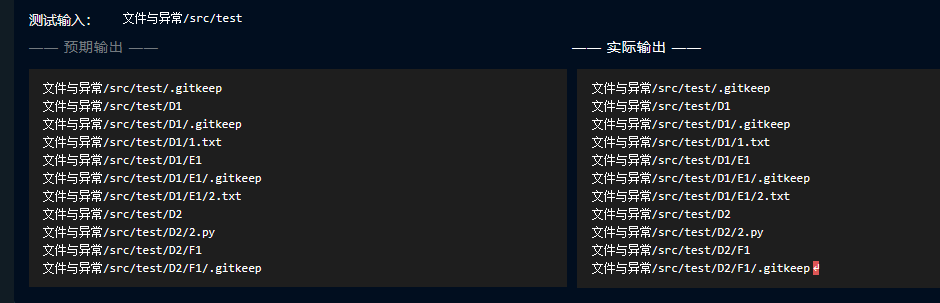 测试输入： 文件与异常/src/test
—— 预期输出 ——
文件与异常/src/test/.gitkeep
文件与异常/src/test/D1
文件与异常/src/test/D1/.gitkeep
文件与异常/src/test/D1/1.txt
文件与异常/src/test/D1/E1
文件与异常/src/test/D1/E1/.gitkeep
文件与异常/src/test/D1/E1/2.txt
文件与异常/src/test/D2
文件与异常/src/test/D2/2.py
文件与异常/src/test/D2/F1
文件与异常/src/test/D2/F1/.gitkeep
—— 实际输出 ——
文件与异常/src/test/.gitkeep
文件与异常/src/test/D1
文件与异常/src/test/D1/.gitkeep
文件与异常/src/test/D1/1.txt
文件与异常/src/test/D1/E1
文件与异常/src/test/D1/E1/.gitkeep
文件与异常/src/test/D1/E1/2.txt
文件与异常/src/test/D2
文件与异常/src/test/D2/2.py
文件与异常/src/test/D2/F1
文件与异常/src/test/D2/F1/.gitkeep↵